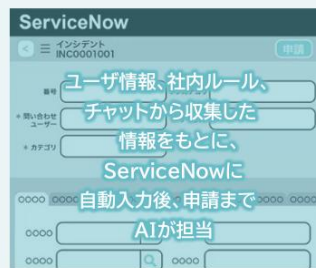 ServiceNow
インシデント
INC0001001
申請
番号
ユーザ情報、社内ルール、
+ 問い合わせ
ユーザー
チャットから収集した
情報をもとに、
+ カテゴリ
ServiceNowに
自動入力後、申請まで
AIが担当
oooo
oooo oooo
oooo
oooo
oooo
oooo